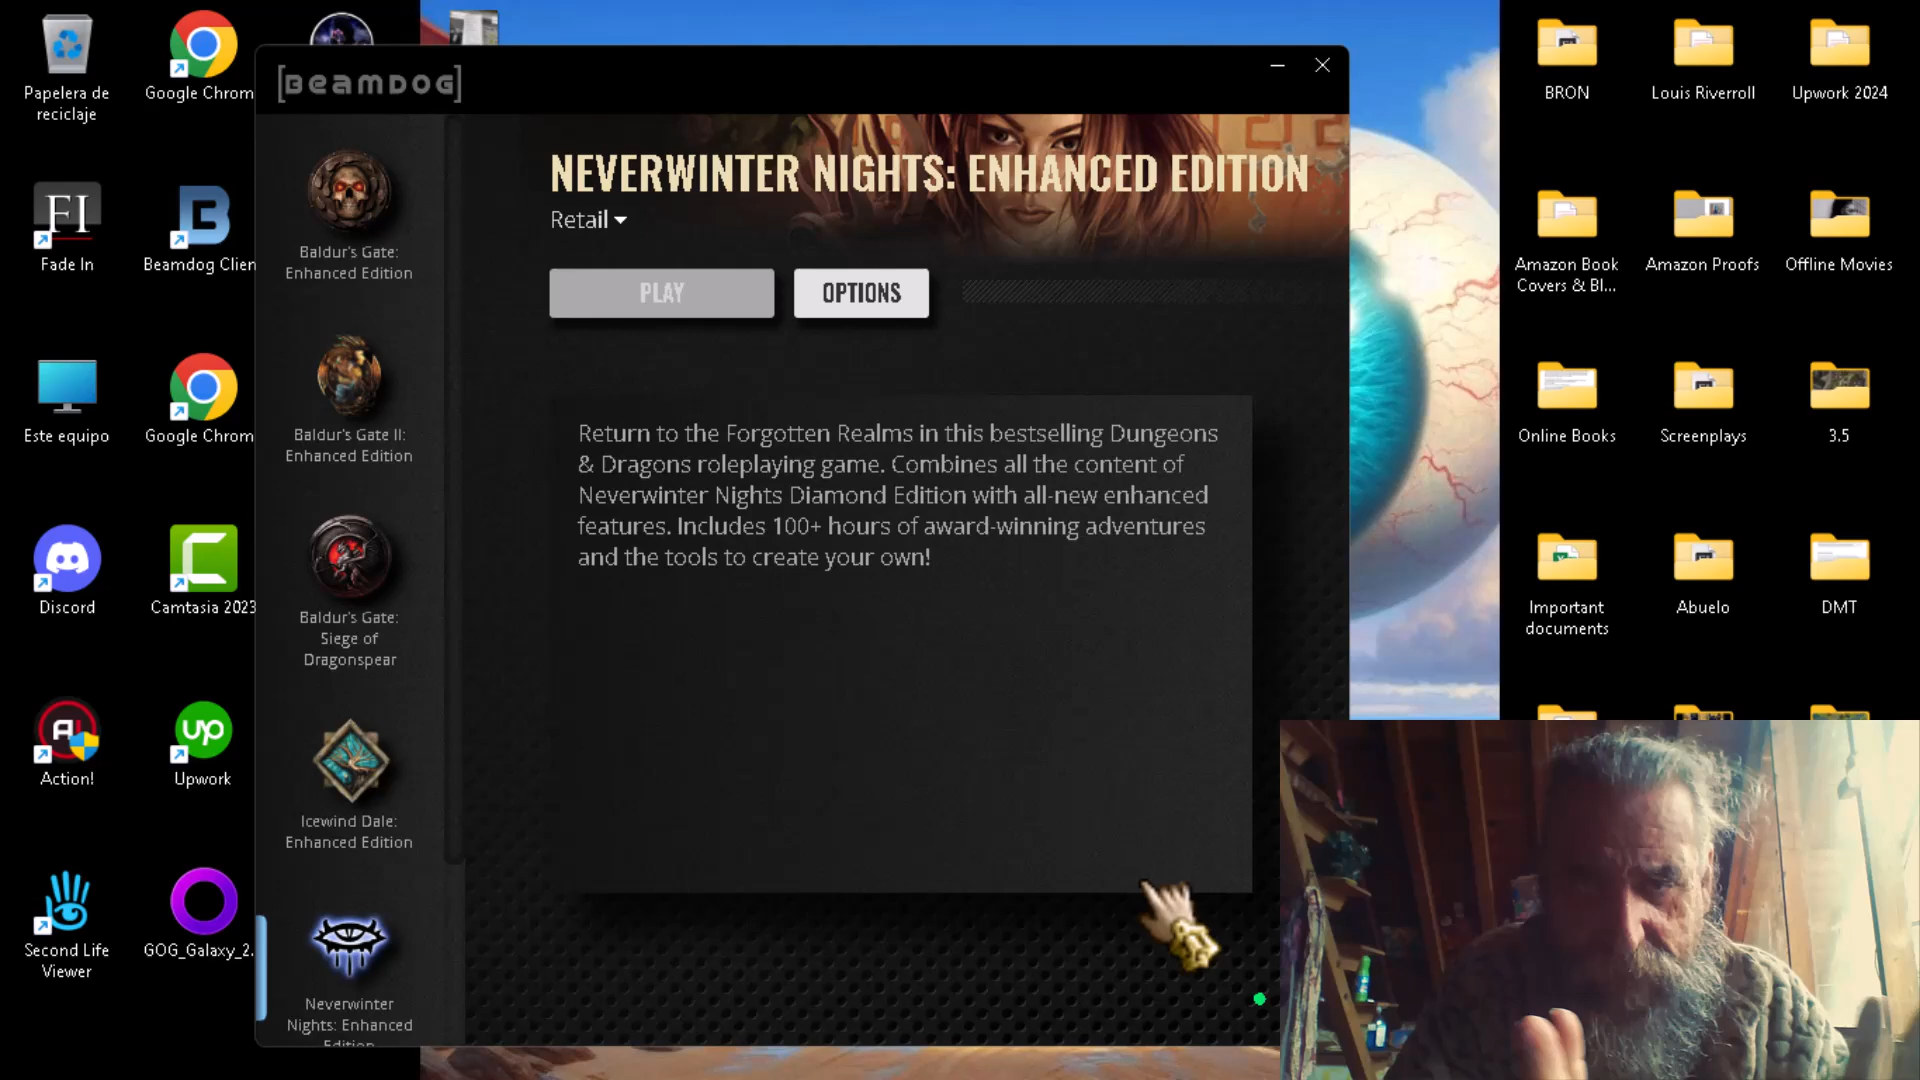 Papelera de
reciclaje
Google Chrom
[BEAMDOG]
BRON
Louis Riverroll
Upwork 2024
NEVERWINTER NIGHTS: ENHANCED EDITION
Retail
Baldur's Gate:
Enhanced Edition
FI
Fade In
Beamdog Clien
PLAY
OPTIONS
Amazon Book
Covers & Bl...
Amazon Proofs
Offline Movies
Este equipo
Google Chrom
Baldur's Gate II:
Enhanced Edition
Return to the Forgotten Realms in this bestselling Dungeons
& Dragons roleplaying game. Combines all the content of
Neverwinter Nights Diamond Edition with all-new enhanced
features. Includes 100+ hours of award-winning adventures
and the tools to create your own!
Online Books
Screenplays
3.5
Discord
Camtasia 2023
Baldur's Gate:
Siege of
Dragonspear
Important
documents
Abuelo
DMT
up
Action!
Upwork
Icewind Dale:
Enhanced Edition
Second Life
Viewer
GOG_Galaxy_2.
Neverwinter
Nights: Enhanced
Edition